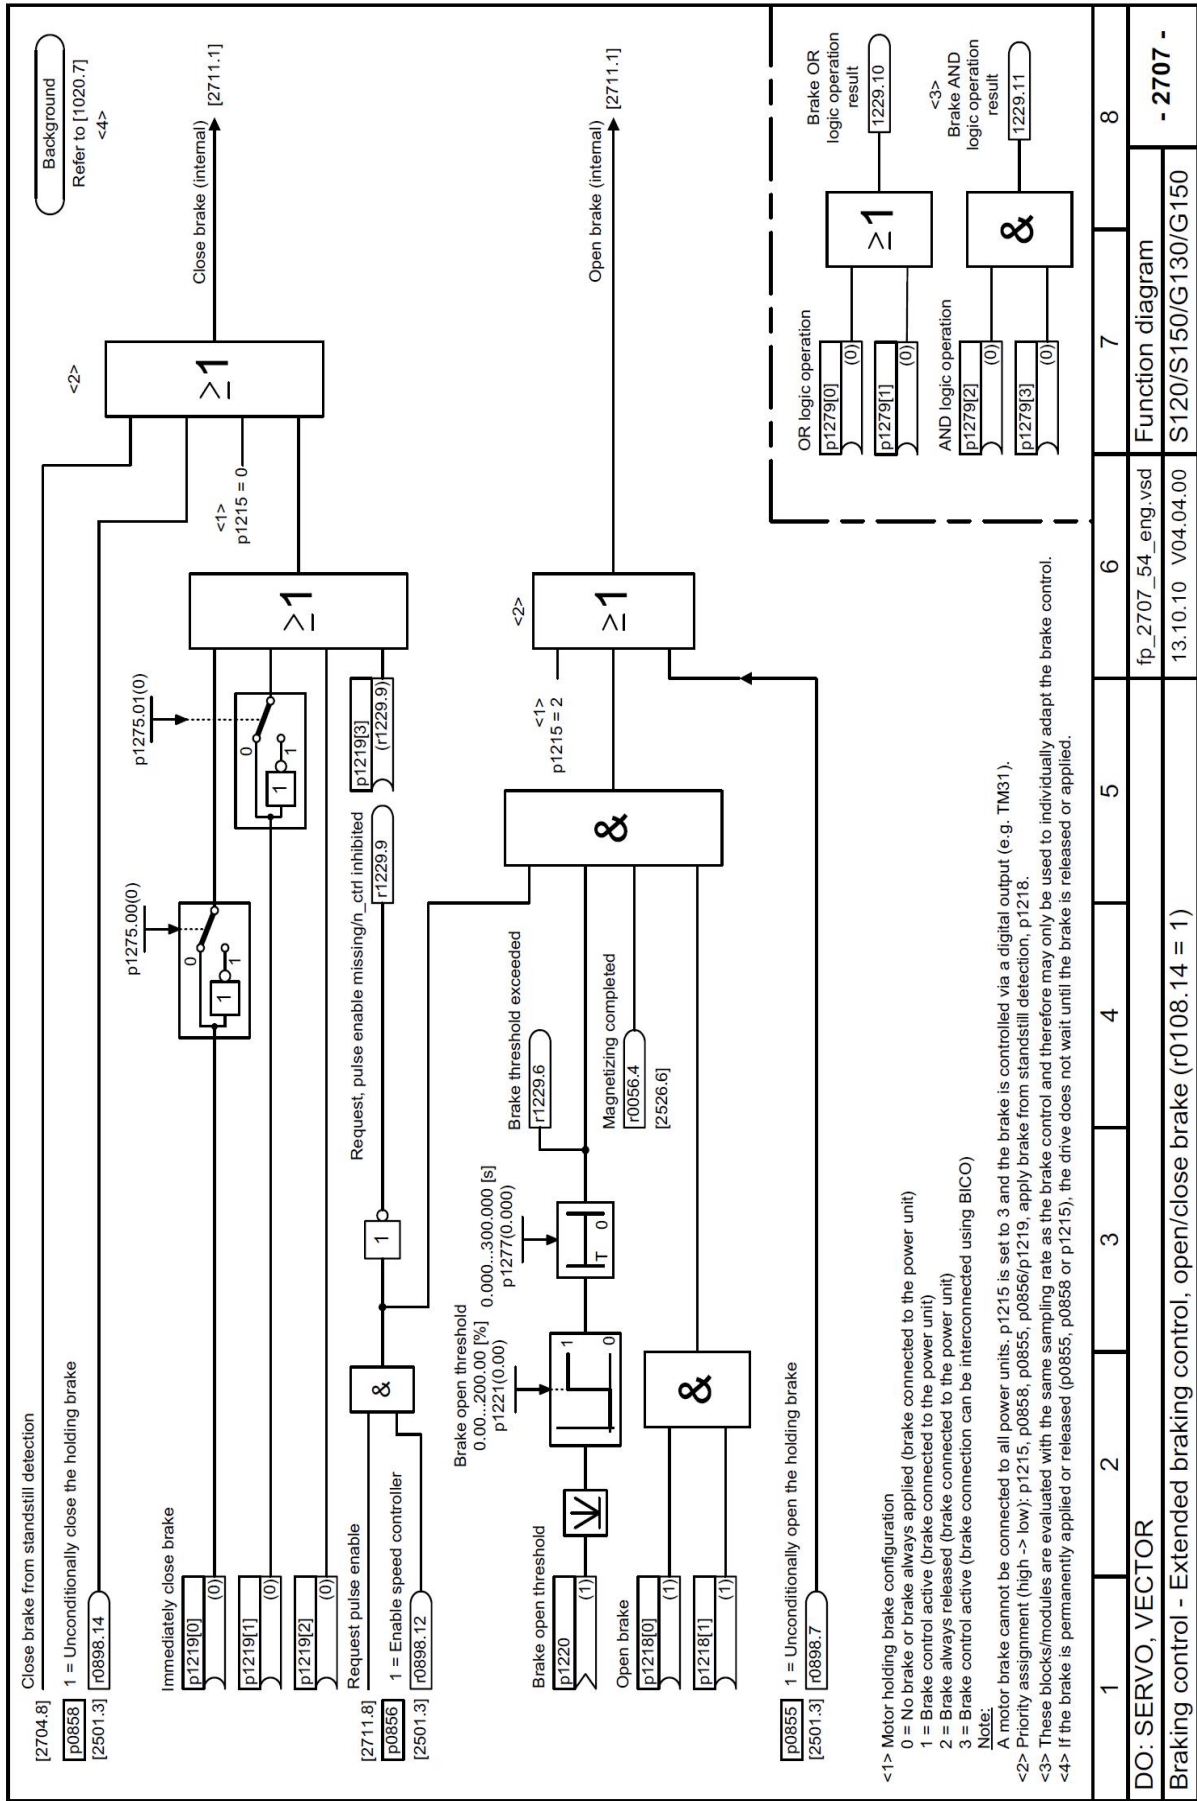 Close brake from standstill detection
[2704.8]
p0858
1 = Unconditionally close the holding brake
[2501.3]
r0898.14
Background
Refer to [1020.7]
<4>
<2>
≥1
Close brake (internal)
[2711.1]
<1>
p1215 = 0
Immediately close brake
p1219[0]
(0)
p1219[1]
(0)
p1219[2]
(0)
p1275.00(0)
0
1
1
p1275.01(0)
0
1
1
≥1
Request pulse enable
[2711.8]
p0856
1 = Enable speed controller
[2501.3]
r0898.12
&
1
Request, pulse enable missing/n_ctrl inhibited
r1229.9
p1219[3]
(r1229.9)
Brake open threshold
0.00...200.00 [%]
p1221(0.00)
0.000...300.000 [s]
p1277(0.000)
Brake open threshold
p1220
(1)
1
0
T
0
Brake threshold exceeded
r1229.6
Magnetizing completed
r0056.4
[2526.6]
&
<1>
p1215 = 2
<2>
≥1
Open brake (internal)
[2711.1]
Open brake
p1218[0]
(1)
p1218[1]
(1)
&
p0855
1 = Unconditionally open the holding brake
[2501.3]
r0898.7
OR logic operation
p1279[0]
(0)
p1279[1]
(0)
≥1
Brake OR
logic operation
result
1229.10
AND logic operation
p1279[2]
(0)
p1279[3]
(0)
&
<3>
Brake AND
logic operation
result
1229.11
<1> Motor holding brake configuration
0 = No brake or brake always applied (brake connected to the power unit)
1 = Brake control active (brake connected to the power unit)
2 = Brake always released (brake connected to the power unit)
3 = Brake control active (brake connection can be interconnected using BICO)
Note:
A motor brake cannot be connected to all power units. p1215 is set to 3 and the brake is controlled via a digital output (e.g. TM31).
<2> Priority assignment (high -> low): p1215, p0858, p0855, p0856/p1219, apply brake from standstill detection, p1218.
<3> These blocks/modules are evaluated with the same sampling rate as the brake control and therefore may only be used to individually adapt the brake control.
<4> If the brake is permanently applied or released (p0855, p0858 or p1215), the drive does not wait until the brake is released or applied.
1
2
3
4
5
6
7
8
DO: SERVO, VECTOR
fp_2707_54_eng.vsd
Function diagram
- 2707 -
Braking control - Extended braking control, open/close brake (r0108.14 = 1)
13.10.10 V04.04.00
S120/S150/G130/G150